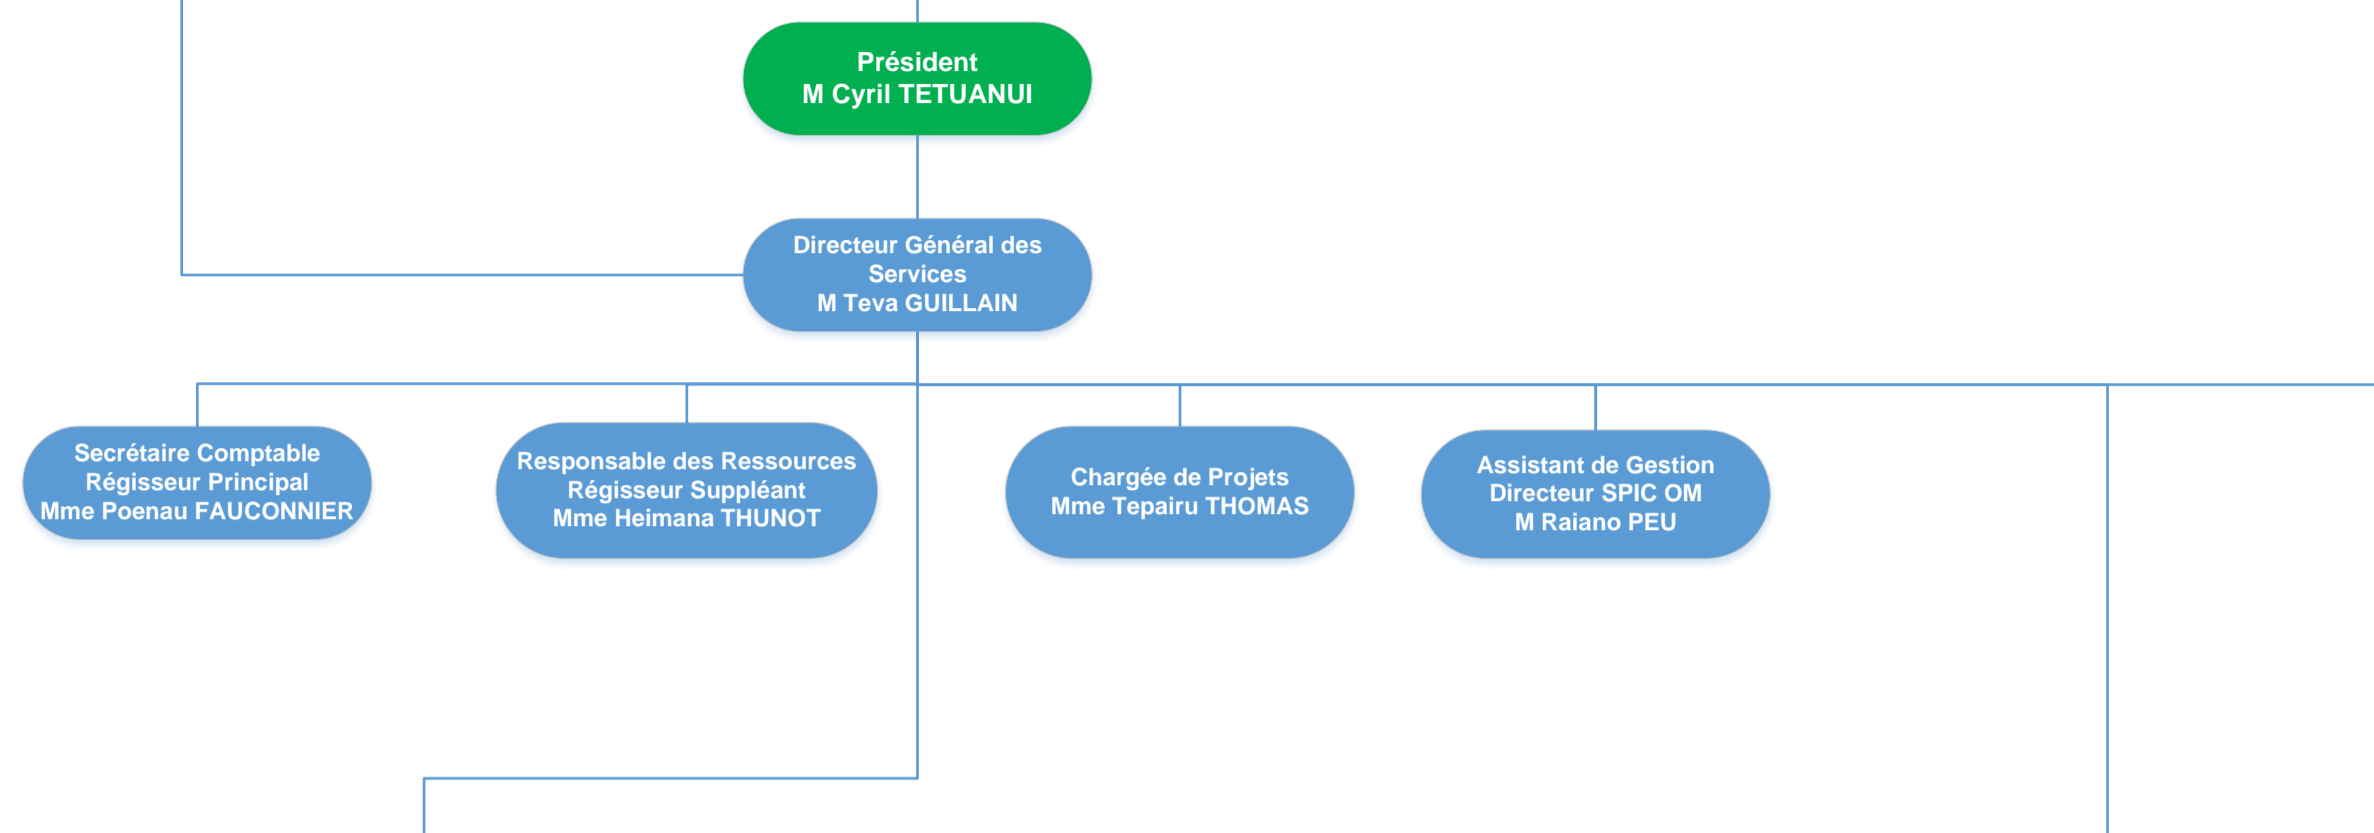 Président
M Cyril TETUANUI
Directeur Général des
Services
M Teva GUILLAIN
Secrétaire Comptable
Régisseur Principal
Mme Poenau FAUCONNIER
Responsable des Ressources
Régisseur Suppléant
Mme Heimana THUNOT
Chargée de Projets
Mme Tepairu THOMAS
Assistant de Gestion
Directeur SPIC OM
M Raiano PEU